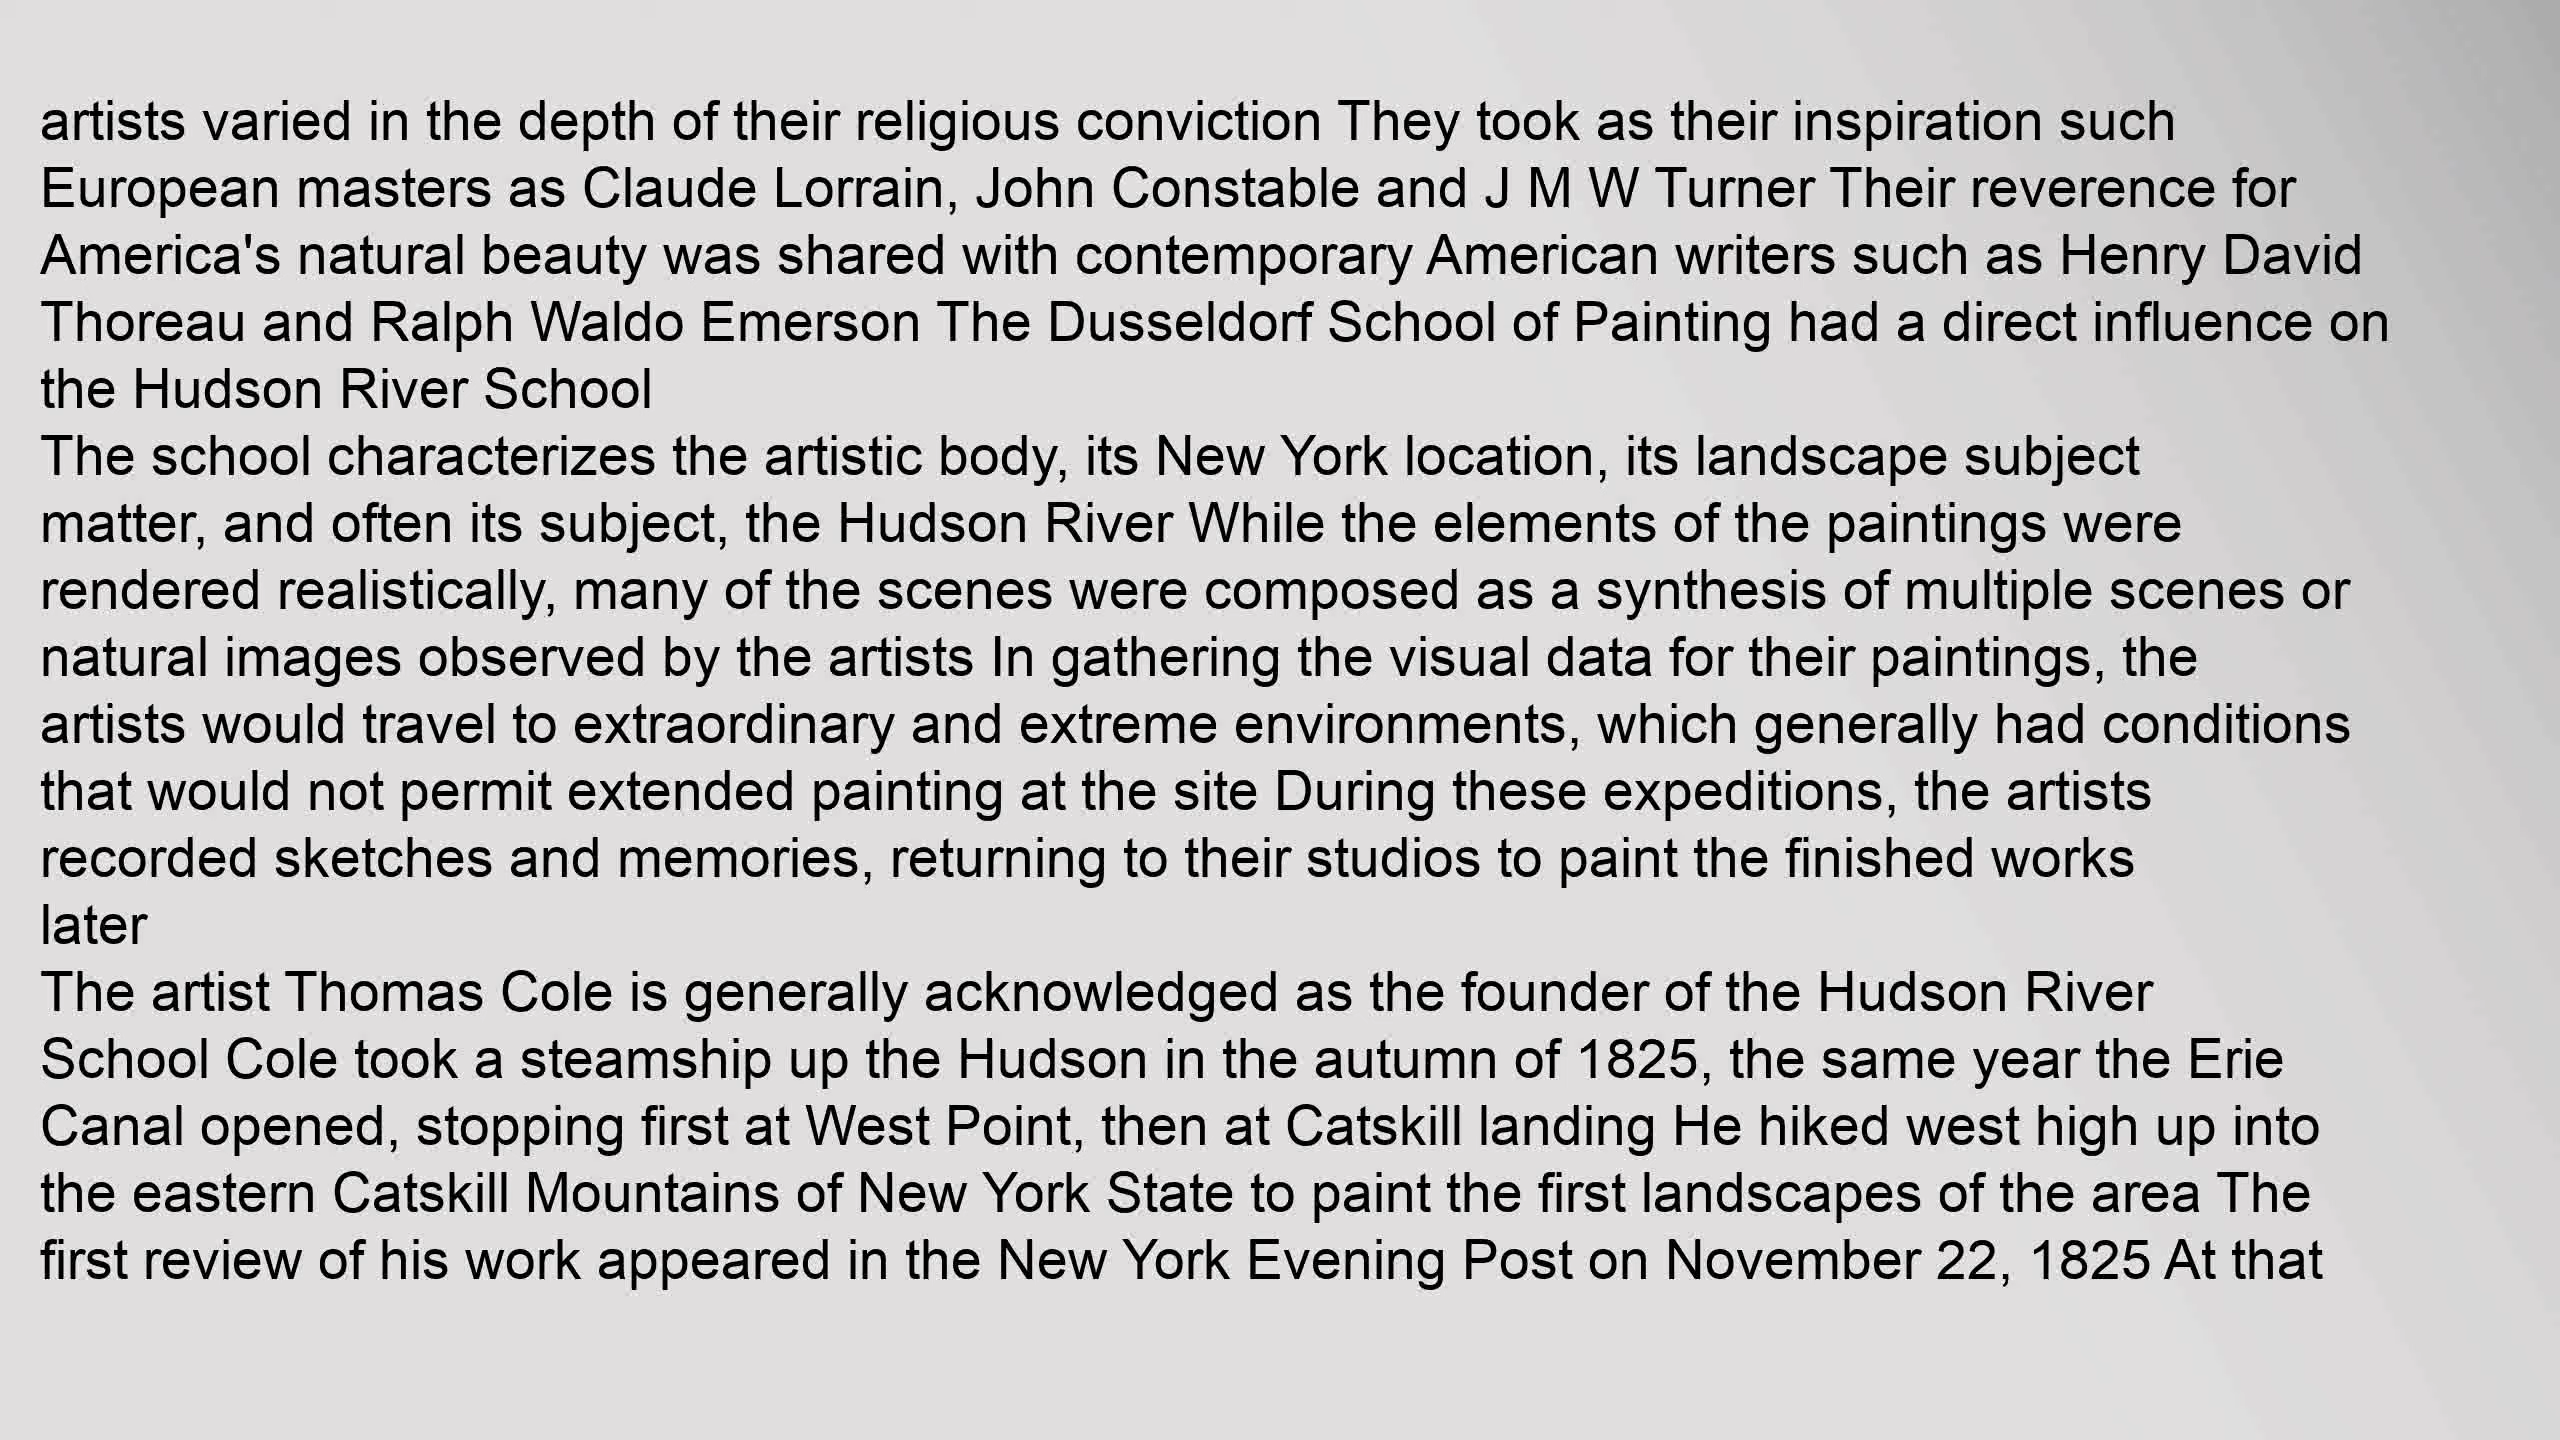 artists varied in the depth of their religious conviction They took as their inspiration such
European masters as Claude Lorrain, John Constable and J M W Turner Their reverence for
America's natural beauty was shared with contemporary American writers such as Henry David
Thoreau and Ralph Waldo Emerson The Dusseldorf School of Painting had a direct influence on
the Hudson River School
The school characterizes the artistic body, its New York location, its landscape subject
matter, and often its subject, the Hudson River While the elements of the paintings were
rendered realistically, many of the scenes were composed as a synthesis of multiple scenes or
natural images observed by the artists In gathering the visual data for their paintings, the
artists would travel to extraordinary and extreme environments, which generally had conditions
that would not permit extended painting at the site During these expeditions, the artists
recorded sketches and memories, returning to their studios to paint the finished works
later
The artist Thomas Cole is generally acknowledged as the founder of the Hudson River
School Cole took a steamship up the Hudson in the autumn of 1825, the same year the Erie
Canal opened, stopping first at West Point, then at Catskill landing He hiked west high up into
the eastern Catskill Mountains of New York State to paint the first landscapes of the area The
first review of his work appeared in the New York Evening Post on November 22, 1825 At that